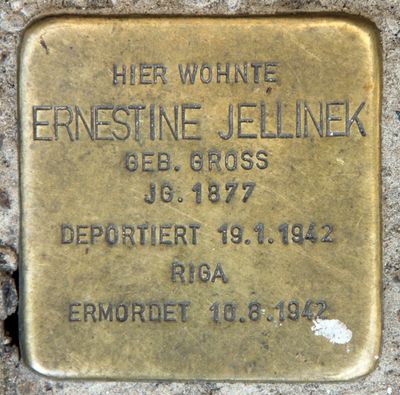 HIER WOHNTE
ERNESTINE JELLINEK
GEB. GROSS
JG. 1877
DEPORTIERT 19.1.1942
RIGA
ERMORDET 10.8.1942